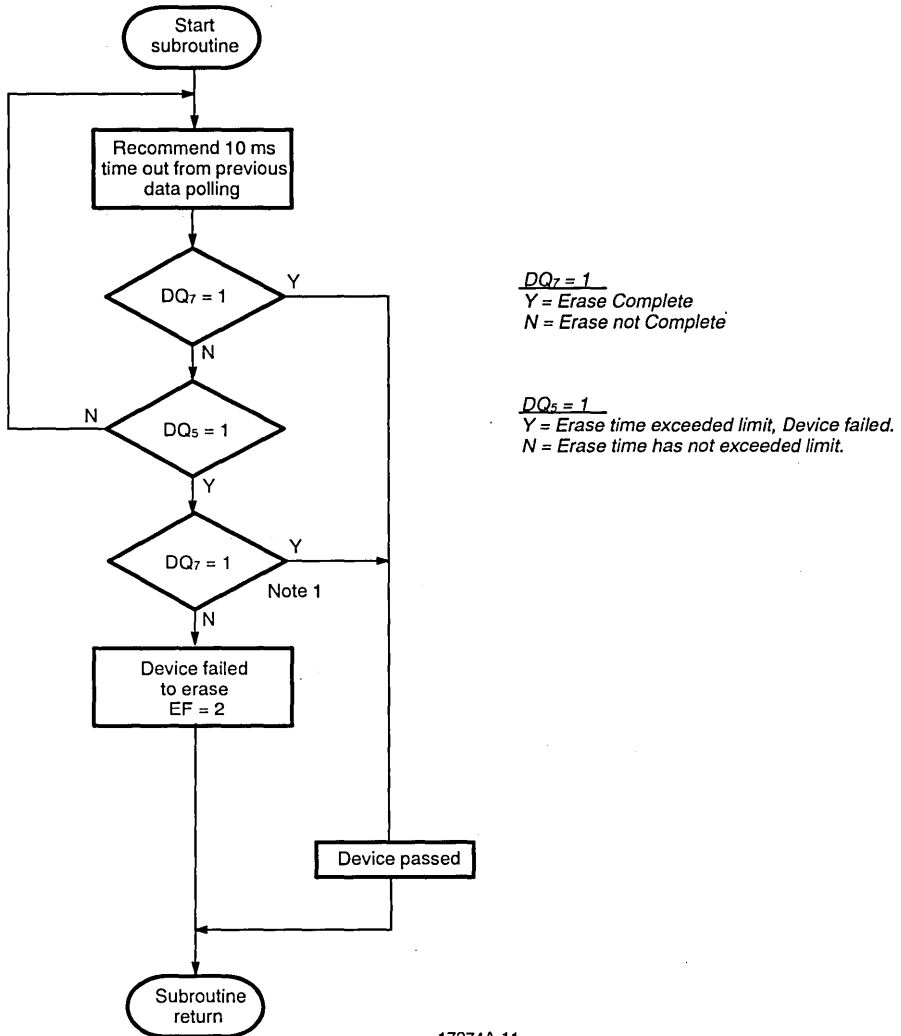 Start
subroutine
Recommend 10 ms
time out from previous
data polling
DQ7 = 1
Y
N
DQ5 = 1
N
Y
DQ7 = 1
Y
Note 1
N
Device failed
to erase
EF = 2
Device passed
Subroutine
return
DQ7 = 1
Y = Erase Complete
N = Erase not Complete
DQ5 = 1
Y = Erase time exceeded limit, Device failed.
N = Erase time has not exceeded limit.